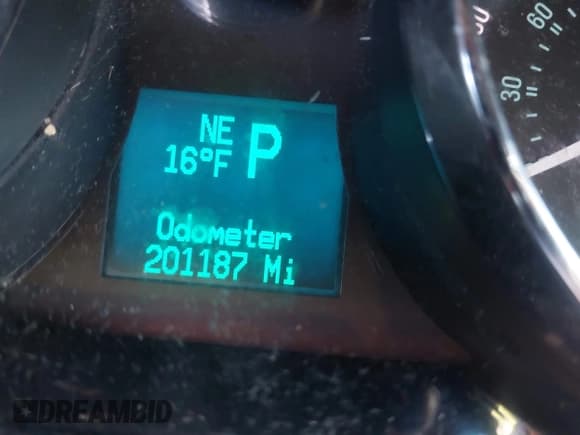 NE
16°F P
Odometer
201187 Mi
30
60
DREAMBID